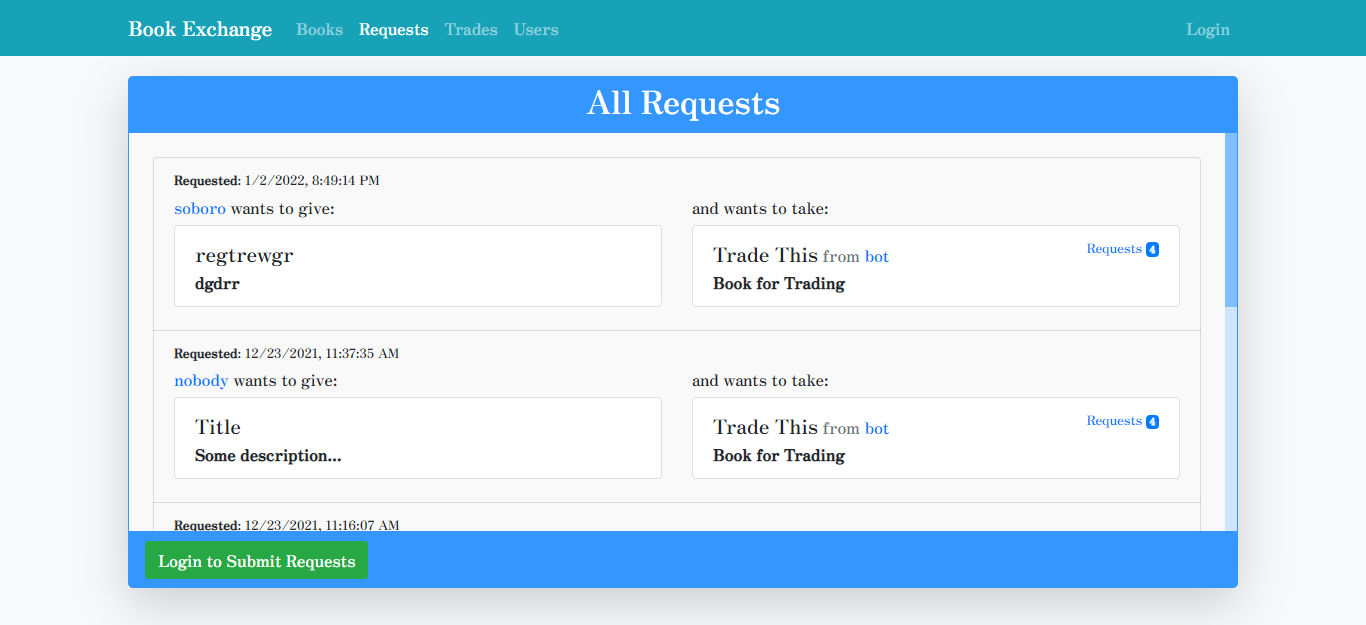 Book Exchange Books Requests Trades Users Login
All Requests
Requested: 1/2/2022, 8:49:14 PM
soboro wants to give:
regtrewgr
dgdrr
and wants to take:
Trade This from bot Requests 4
Book for Trading
Requested: 12/23/2021, 11:37:35 AM
nobody wants to give:
Title
Some description...
and wants to take:
Trade This from bot Requests 4
Book for Trading
Requested: 12/23/2021, 11:16:07 AM
Login to Submit Requests